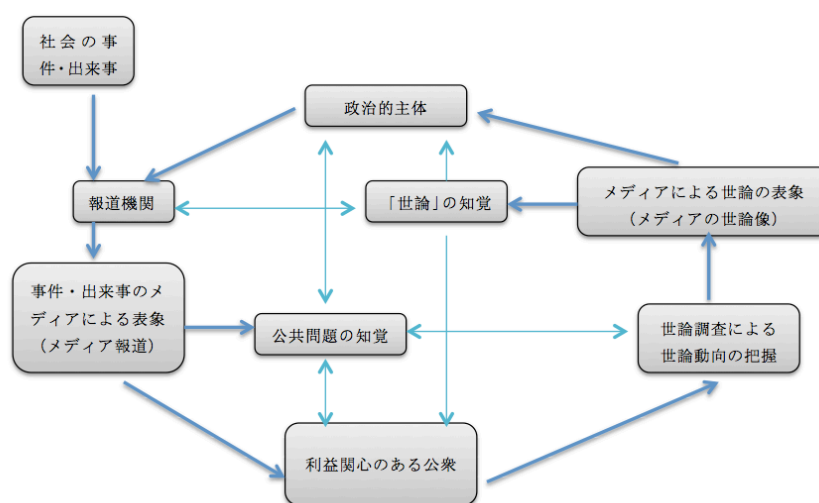 社会の事
件・出来事
政治的主体
報道機関
「世論」の知覚
メディアによる世論の表象
（メディアの世論像）
事件・出来事のメ
ディアによる表象
（メディア報道）
公共問題の知覚
世論調査による
世論動向の把握
利益関心のある公衆